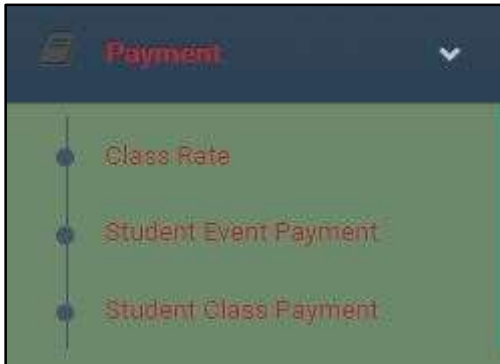 Payment
Class Rate
Student Event Payment
Student Class Payment